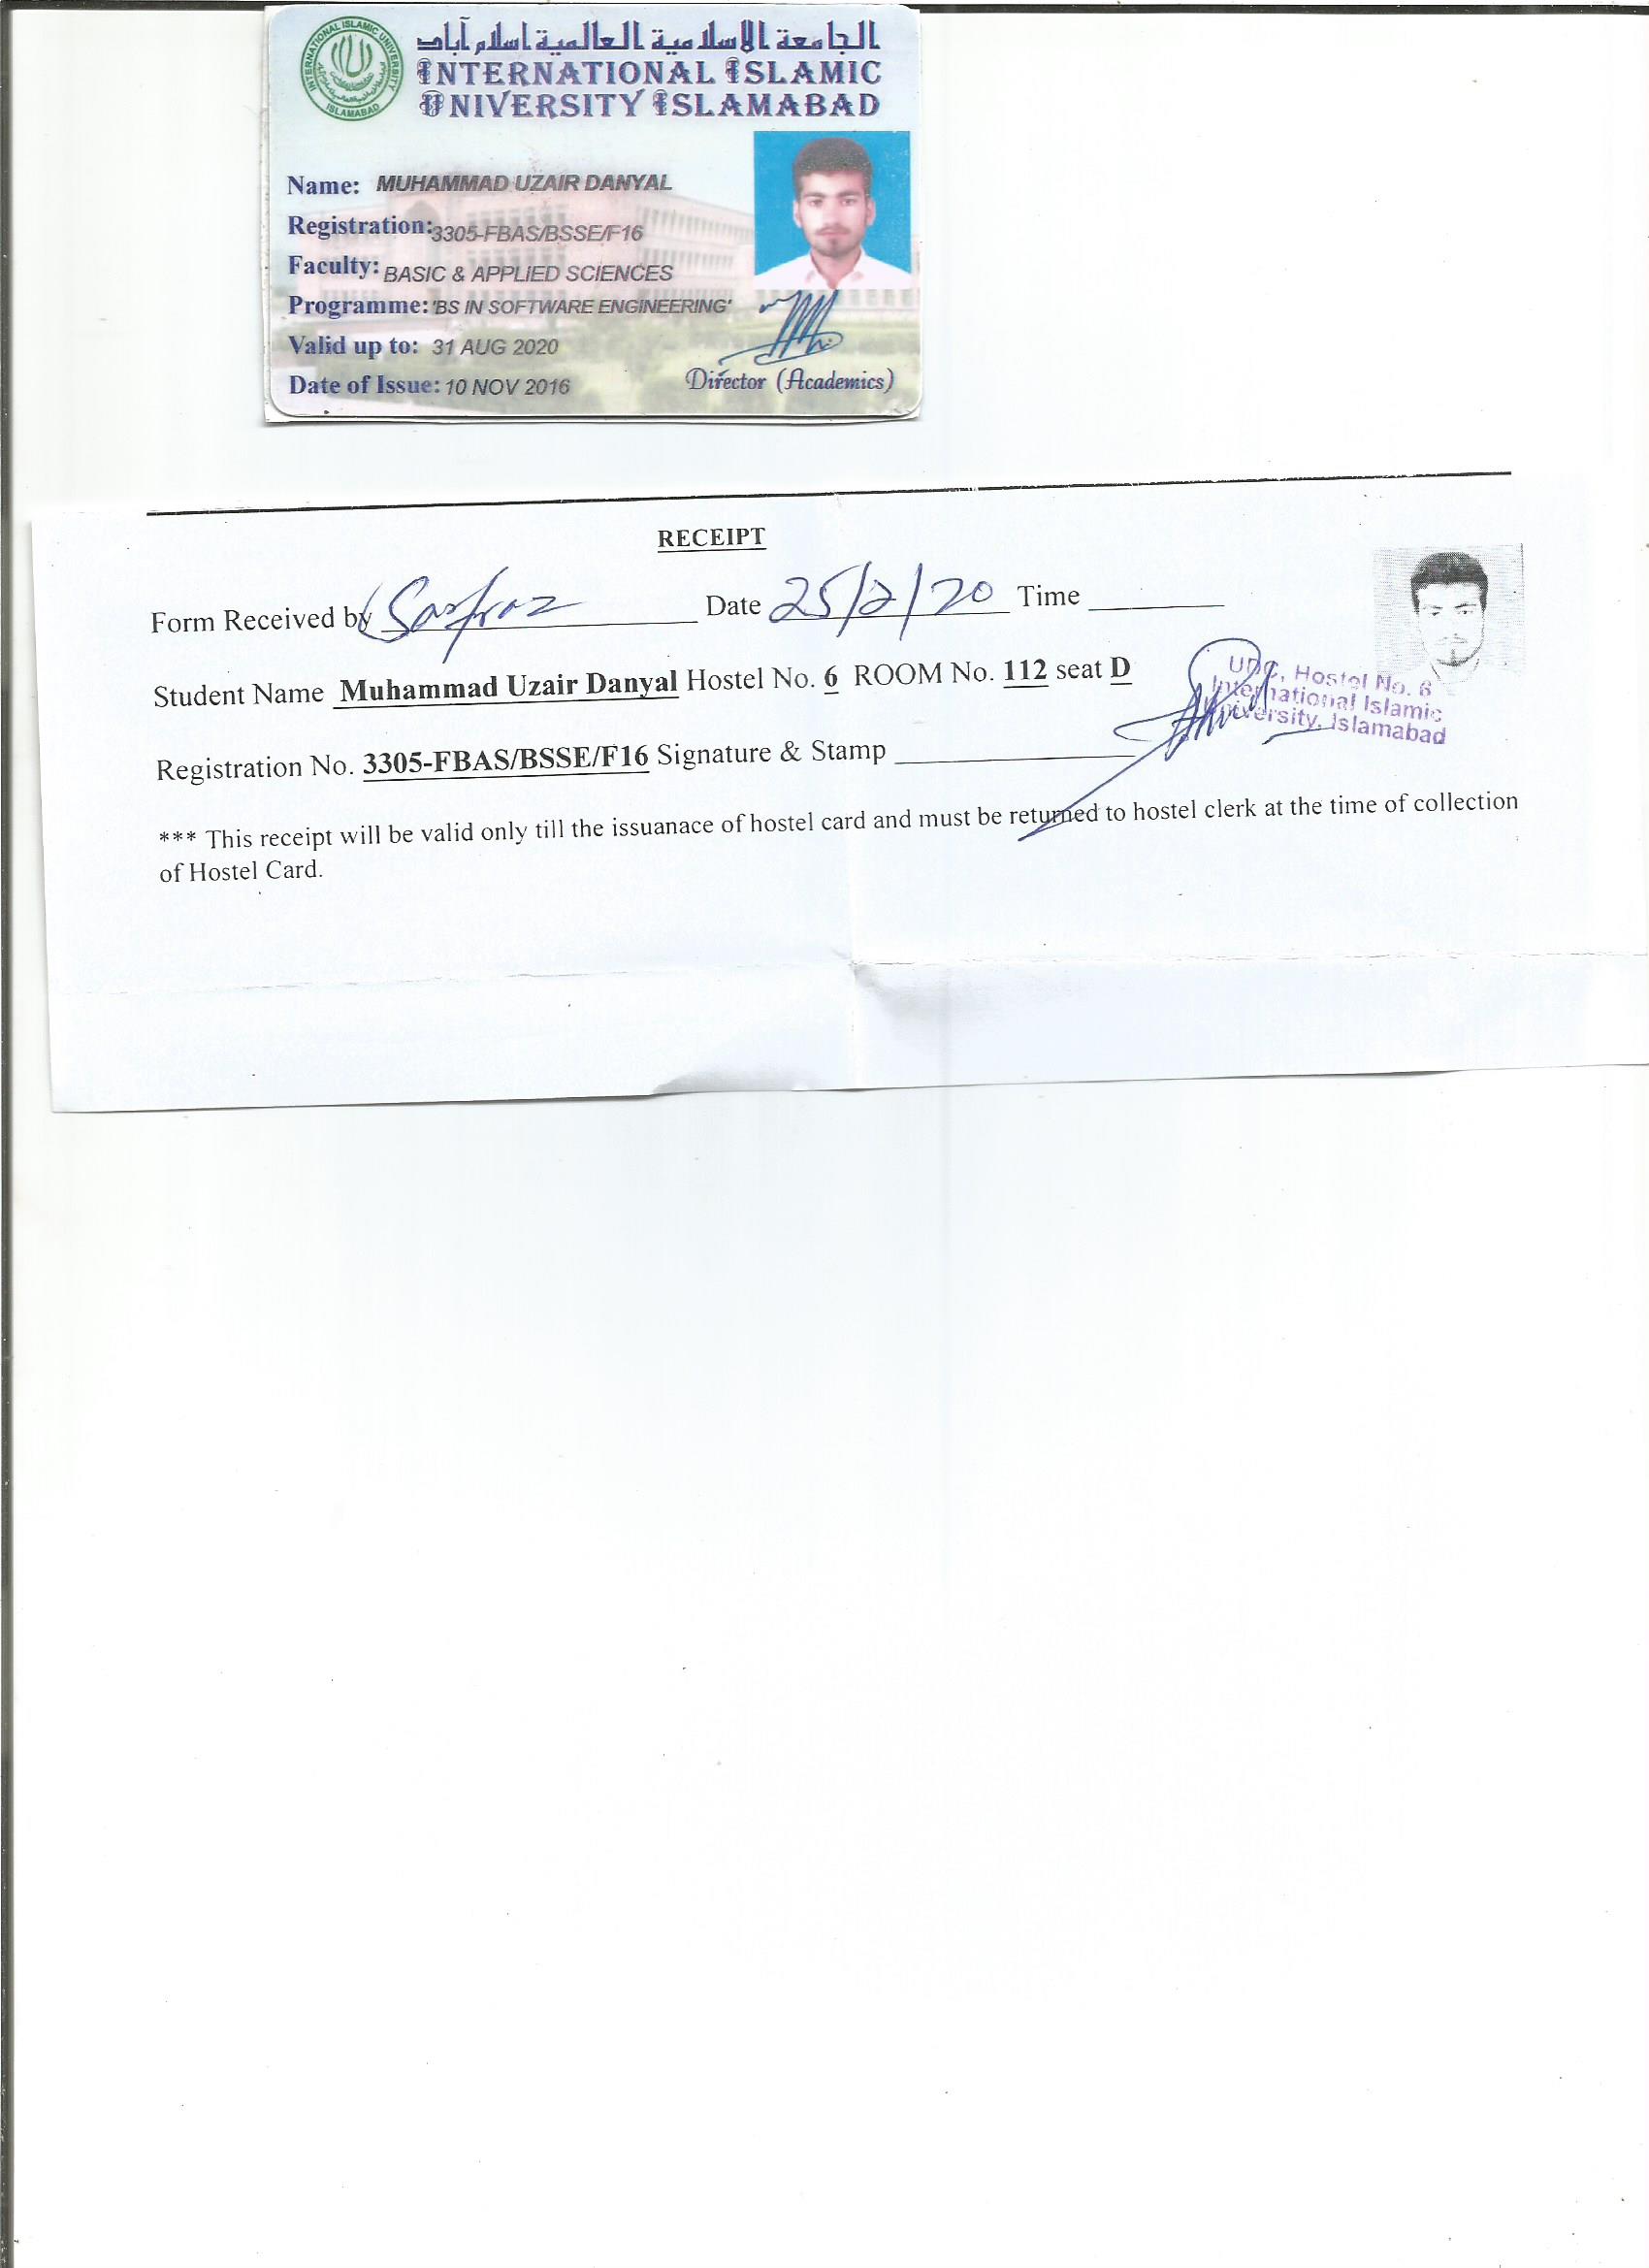 INTERNATIONAL ISLAMIC UNIVERSITY
ISLAMABAD
الجامعة الإسلامية العالمية اسلام آباد
INTERNATIONAL ISLAMIC
UNIVERSITY ISLAMABAD
Name: MUHAMMAD UZAIR DANYAL
Registration: 3305-FBAS/BSSE/F16
Faculty: BASIC & APPLIED SCIENCES
Programme: 'BS IN SOFTWARE ENGINEERING'
Valid up to: 31 AUG 2020
Date of Issue: 10 NOV 2016
Director (Academics)
RECEIPT
Form Received by Sarfraz Date 25/2/20 Time
Student Name Muhammad Uzair Danyal Hostel No. 6 ROOM No. 112 seat D
UDC, Hostel No. 6
International Islamic
University, Islamabad
Registration No. 3305-FBAS/BSSE/F16 Signature & Stamp
*** This receipt will be valid only till the issuanace of hostel card and must be returned to hostel clerk at the time of collection
of Hostel Card.